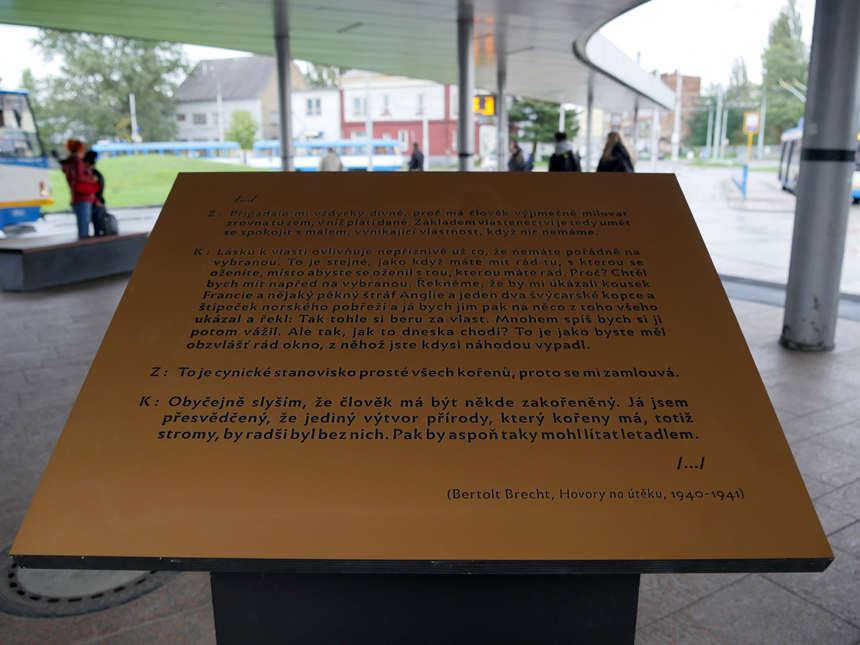 /.../
Z: Připadalo mi vždycky divné, proč má člověk výjimečně milovat
zrovna tu zem, v níž platí daně. Základem vlastenectví je tedy umět
se spokojit s málem, vynikající vlastnost, když nic nemáme.
K: Lásku k vlasti ovlivňuje nepříznivě už to, že nemáte pořádně na
vybranou. To je stejné, jako když máte mít rád tu, s kterou se
oženíte, místo abyste se oženil s tou, kterou máte rád. Proč? Chtěl
bych mít napřed na vybranou. Řekněme, že by mi ukázali kousek
Francie a nějaký pěkný štráf Anglie a jeden dva švýcarské kopce a
štipeček norského pobřeží a já bych jim pak na něco z toho všeho
ukázal a řekl: Tak tohle si beru za vlast. Mnohem spíš bych si ji
potom vážil. Ale tak, jak to dneska chodí? To je jako byste měl
obzvlášť rád okno, z něhož jste kdysi náhodou vypadl.
Z: To je cynické stanovisko prosté všech kořenů, proto se mi zamlouvá.
K: Obyčejně slyším, že člověk má být někde zakořeněný. Já jsem
přesvědčený, že jediný výtvor přírody, který kořeny má, totiž
stromy, by radši byl bez nich. Pak by aspoň taky mohl lítat letadlem.
/.../
(Bertolt Brecht, Hovory na útěku, 1940-1941)